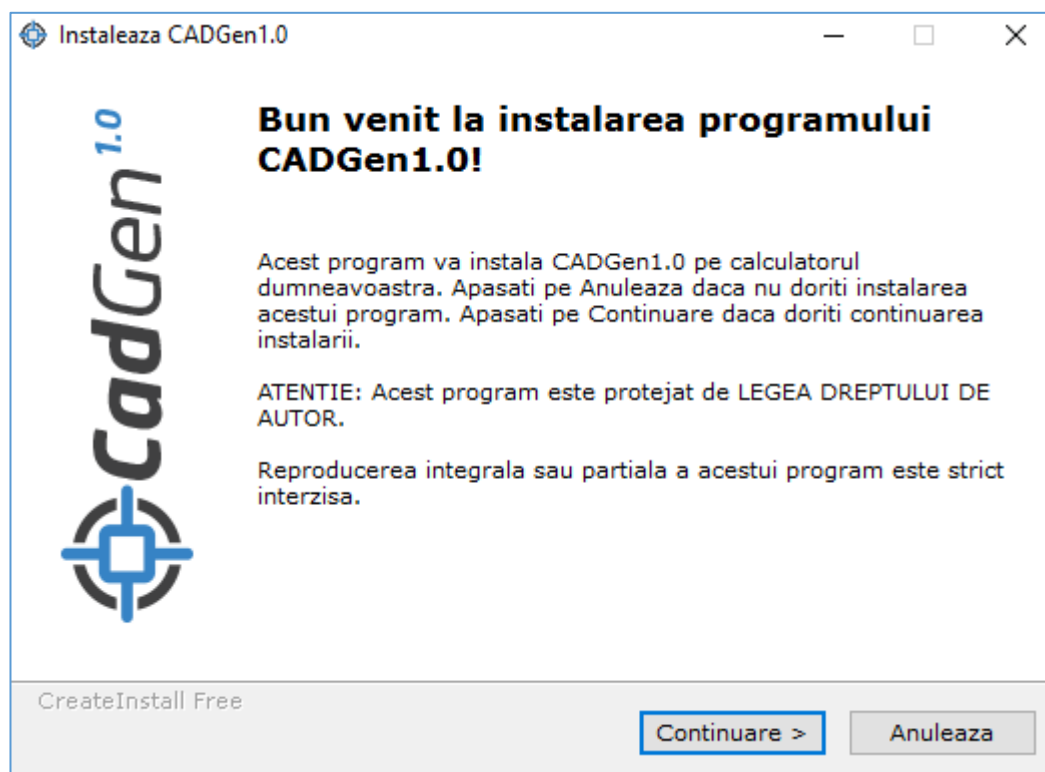 Instaleaza CADGen1.0
CadGen 1.0
Bun venit la instalarea programului
CADGen1.0!
Acest program va instala CADGen1.0 pe calculatorul
dumneavoastra. Apasati pe Anuleaza daca nu doriti instalarea
acestui program. Apasati pe Continuare daca doriti continuarea
instalarii.
ATENTIE: Acest program este protejat de LEGEA DREPTULUI DE
AUTOR.
Reproducerea integrala sau partiala a acestui program este strict
interzisa.
CreateInstall Free
Continuare >
Anuleaza